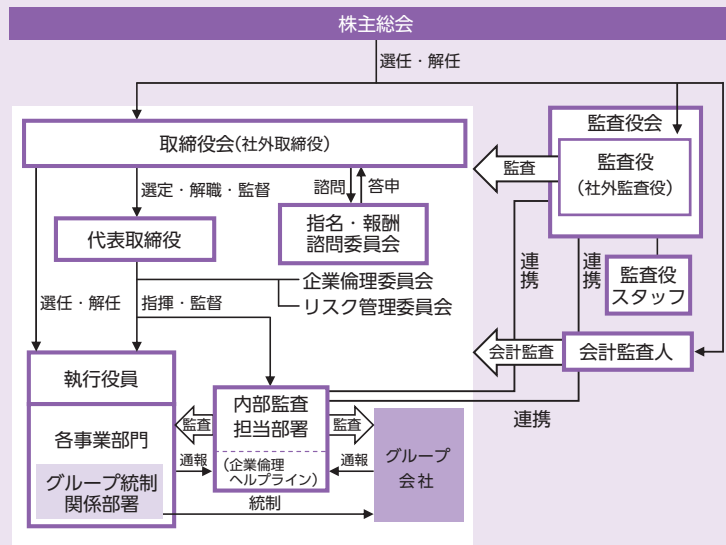 株主総会
選任・解任
取締役会(社外取締役)
監査役会
監査役
(社外監査役)
監査
選定・解職・監督
諮問
答申
代表取締役
指名・報酬
諮問委員会
連携
連携
監査役
スタッフ
企業倫理委員会
リスク管理委員会
選任・解任
指揮・監督
会計監査
会計監査人
執行役員
内部監査
担当部署
連携
監査
監査
各事業部門
グループ
会社
通報
(企業倫理
ヘルプライン)
通報
グループ統制
関係部署
統制